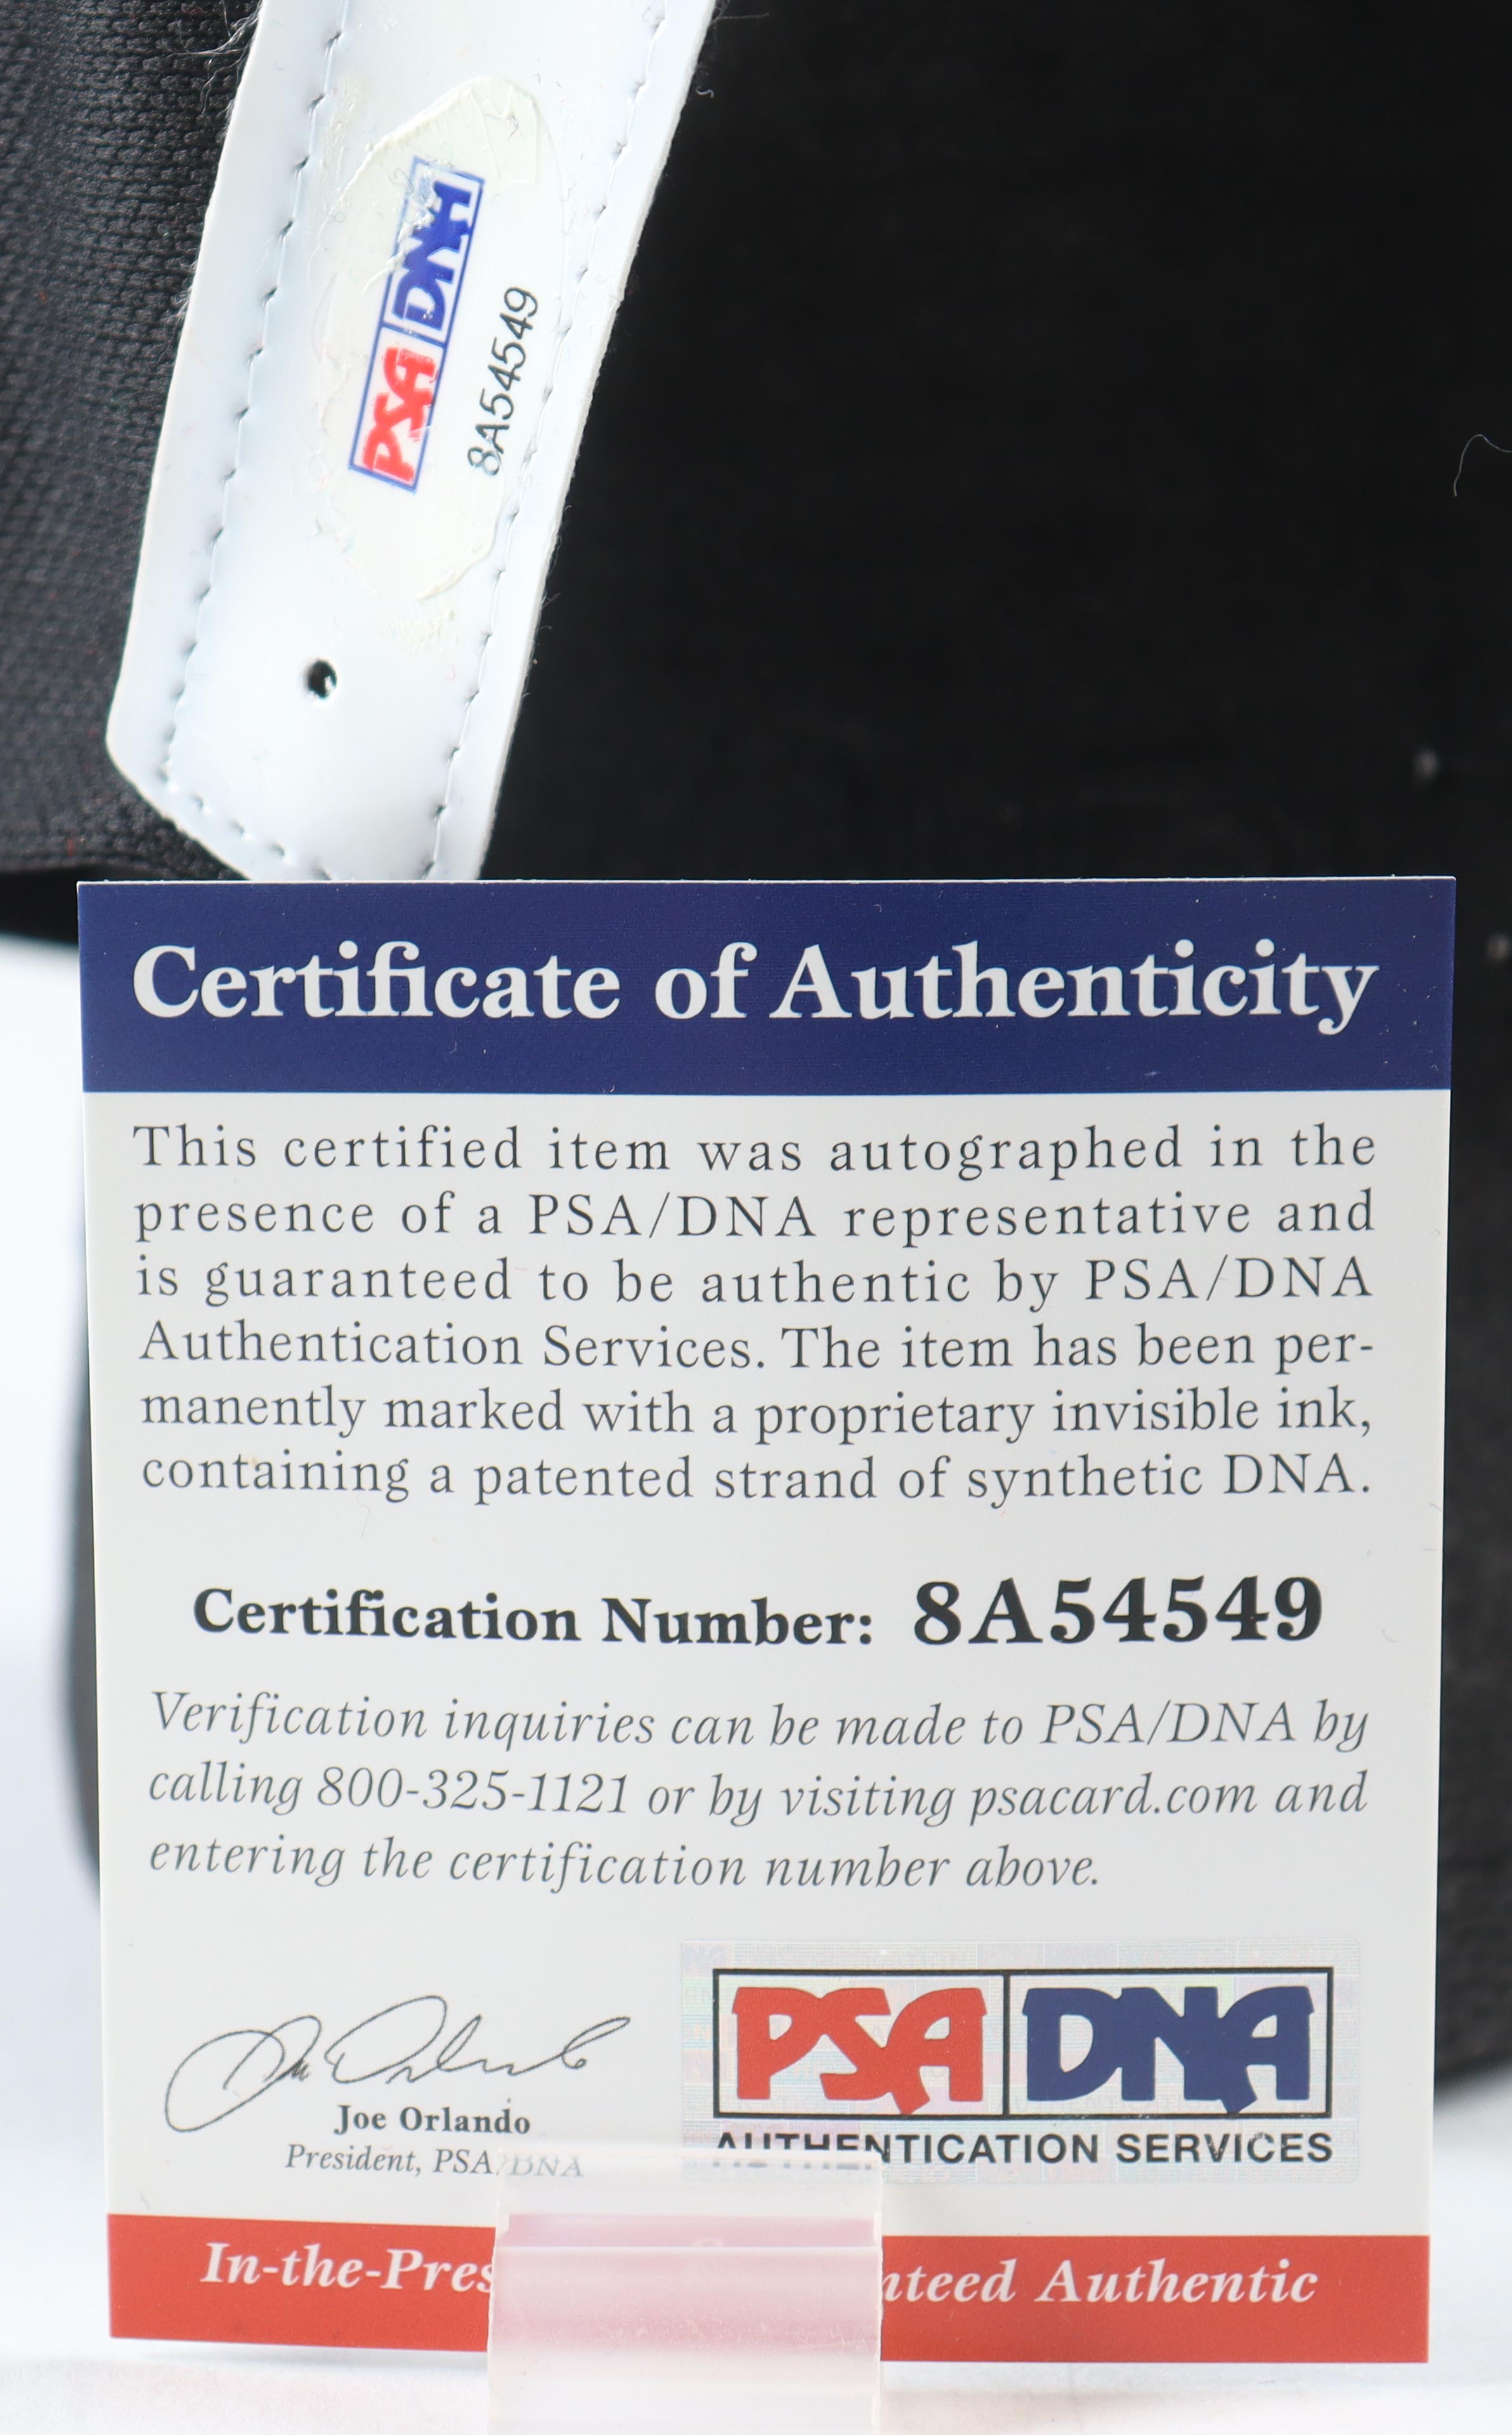 PSA DNA
8A54549
Certificate of Authenticity
This certified item was autographed in the
presence of a PSA/DNA representative and
is guaranteed to be authentic by PSA/DNA
Authentication Services. The item has been per-
manently marked with a proprietary invisible ink,
containing a patented strand of synthetic DNA.
Certification Number: 8A54549
Verification inquiries can be made to PSA/DNA by
calling 800-325-1121 or by visiting psacard.com and
entering the certification number above.
Joe Orlando
President, PSA/DNA
PSA DNA
AUTHENTICATION SERVICES
In-the-Pres nteed Authentic